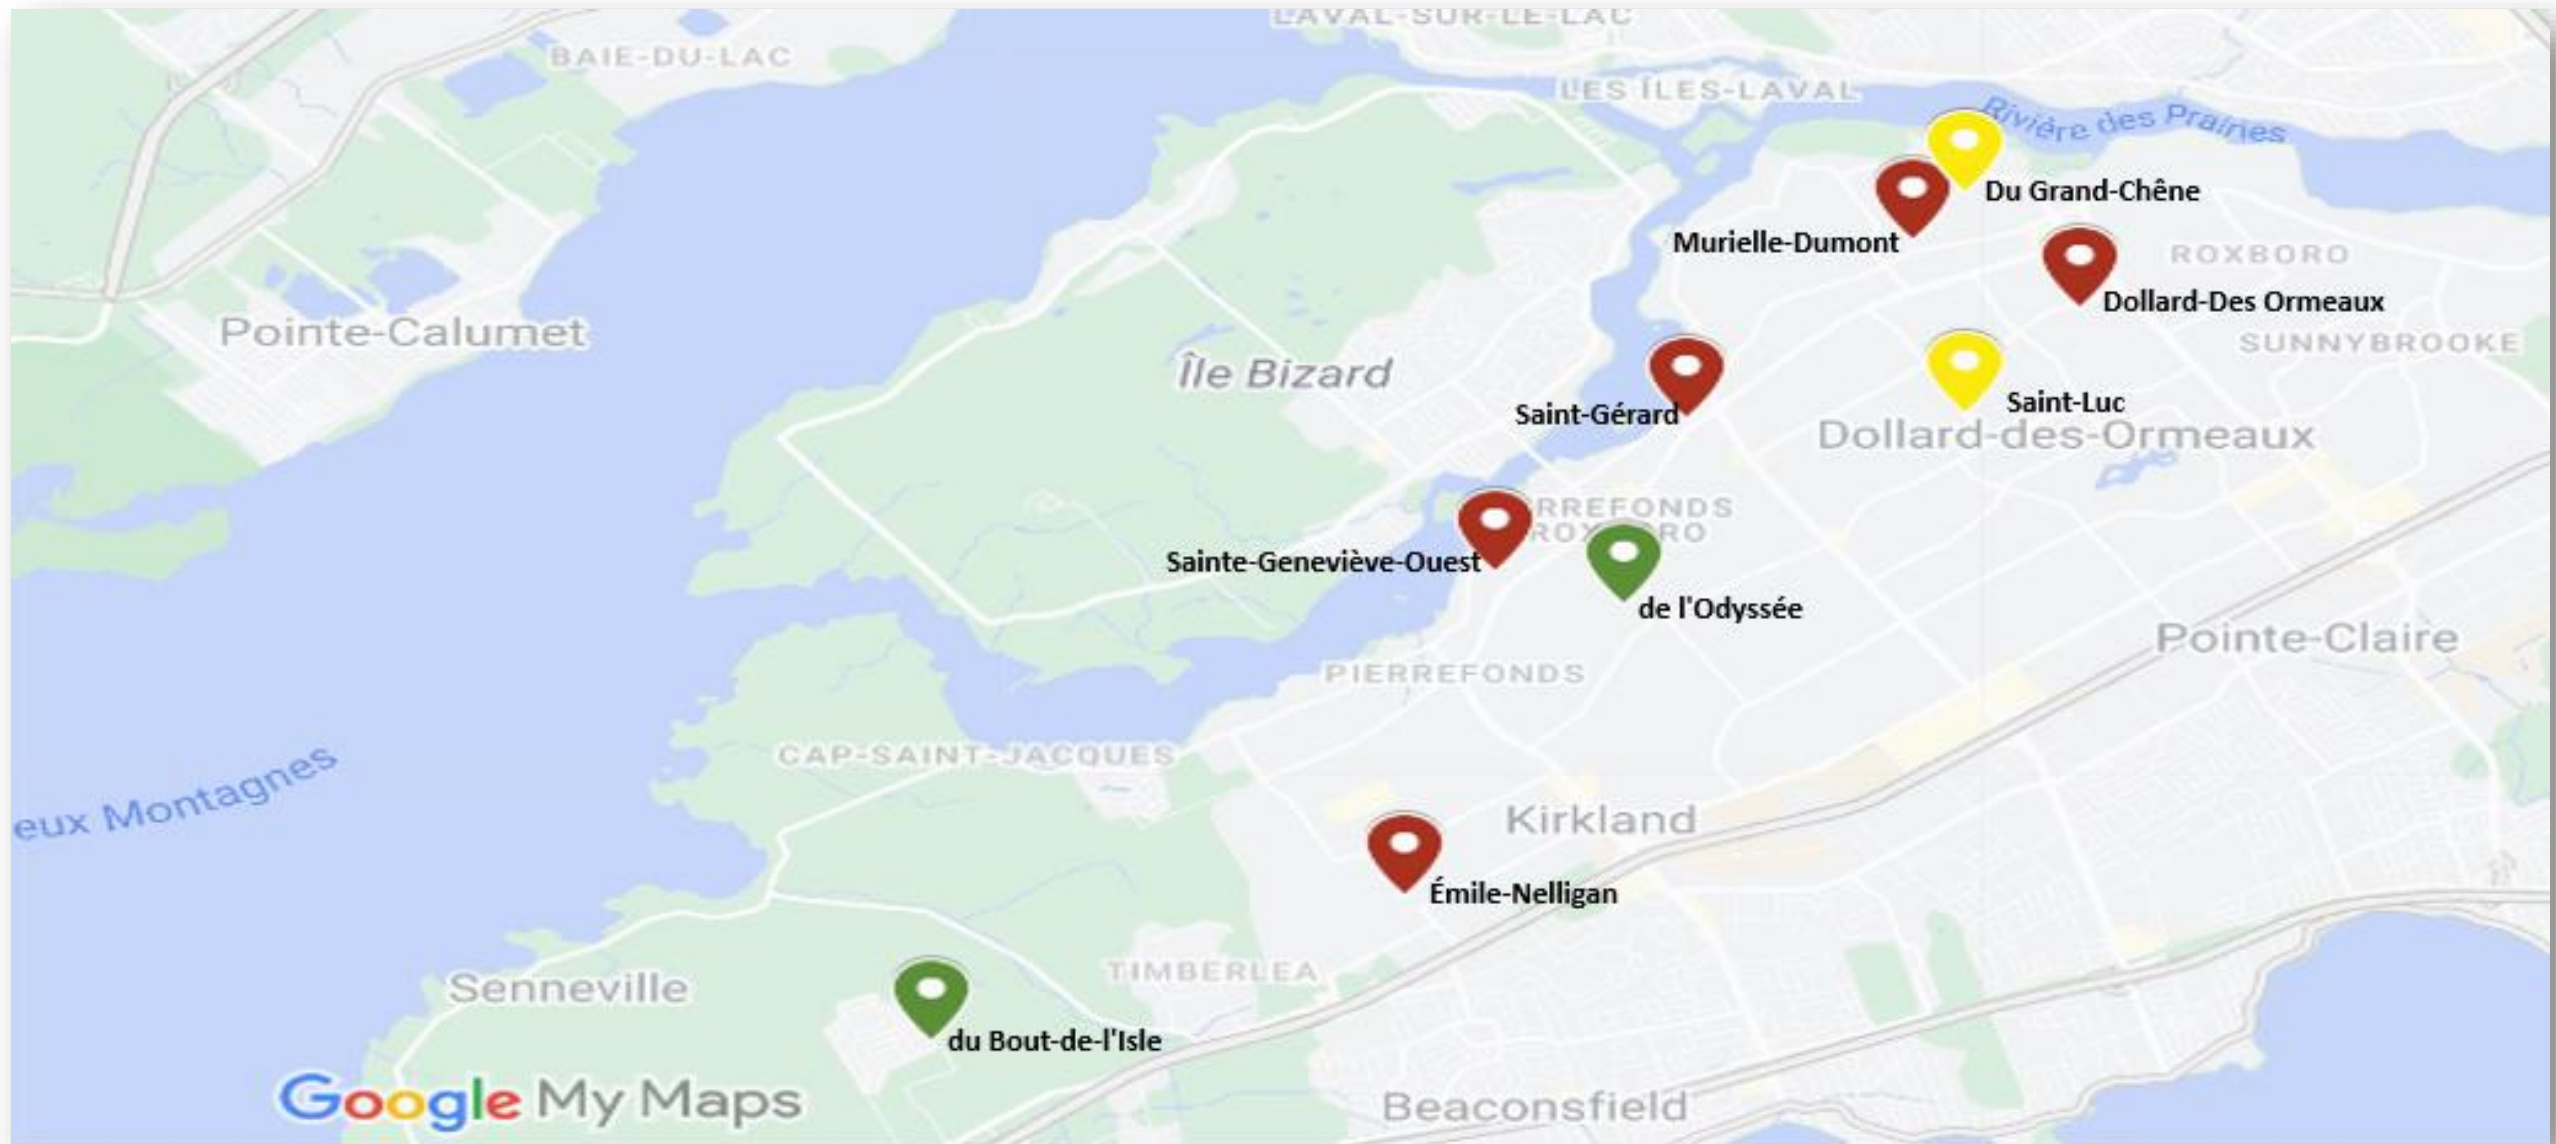 LAVAL-SUR-LE-LAC
BAIE-DU-LAC
LES ÎLES-LAVAL
Rivière des Prairies
Du Grand-Chêne
Murielle-Dumont
ROXBORO
Dollard-Des Ormeaux
Pointe-Calumet
SUNNYBROOKE
Île Bizard
Saint-Luc
Saint-Gérard
Dollard-des-Ormeaux
RREFONDS
ROX RO
Sainte-Geneviève-Ouest
de l'Odyssée
Pointe-Claire
PIERREFONDS
CAP-SAINT-JACQUES
eux Montagnes
Kirkland
Émile-Nelligan
TIMBERLEA
Senneville
du Bout-de-l'Isle
Google My Maps
Beaconsfield